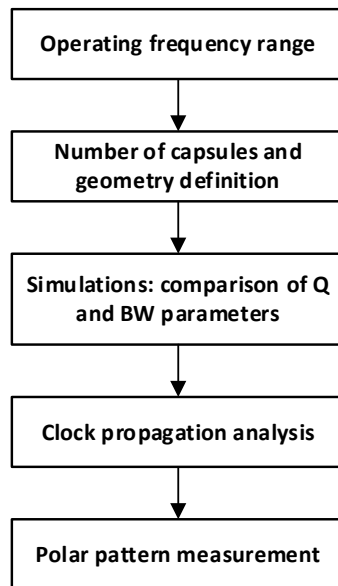 Operating frequency range
Number of capsules and
geometry definition
Simulations: comparison of Q
and BW parameters
Clock propagation analysis
Polar pattern measurement